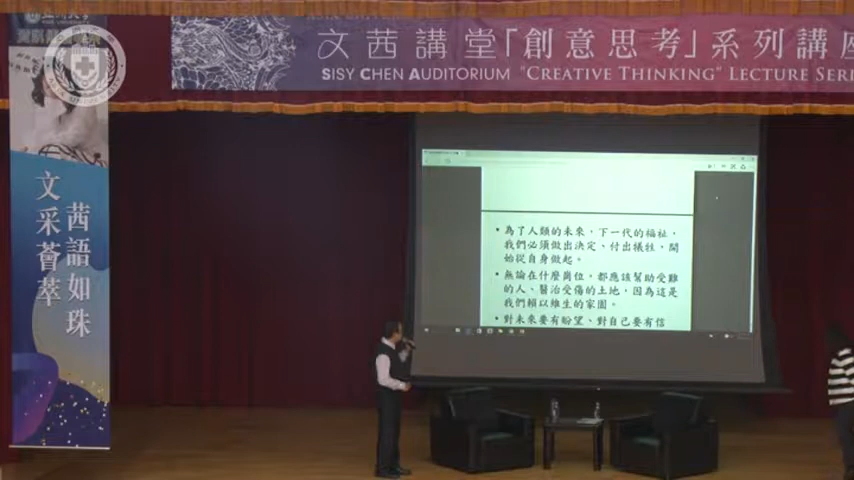 亞洲大學
文茜講堂「創意思考」系列講座
SISY CHEN AUDITORIUM "CREATIVE THINKING" LECTURE SERI
茜語如珠
文采薈萃
• 為了人類的未來，下一代的福祉，
我們必須做出決定、付出犧牲，開
始從自身做起。
• 無論在什麼崗位，都應該幫助受難
的人、醫治受傷的土地，因為這是
我們賴以維生的家園。
• 對未來要有盼望、對自己要有信